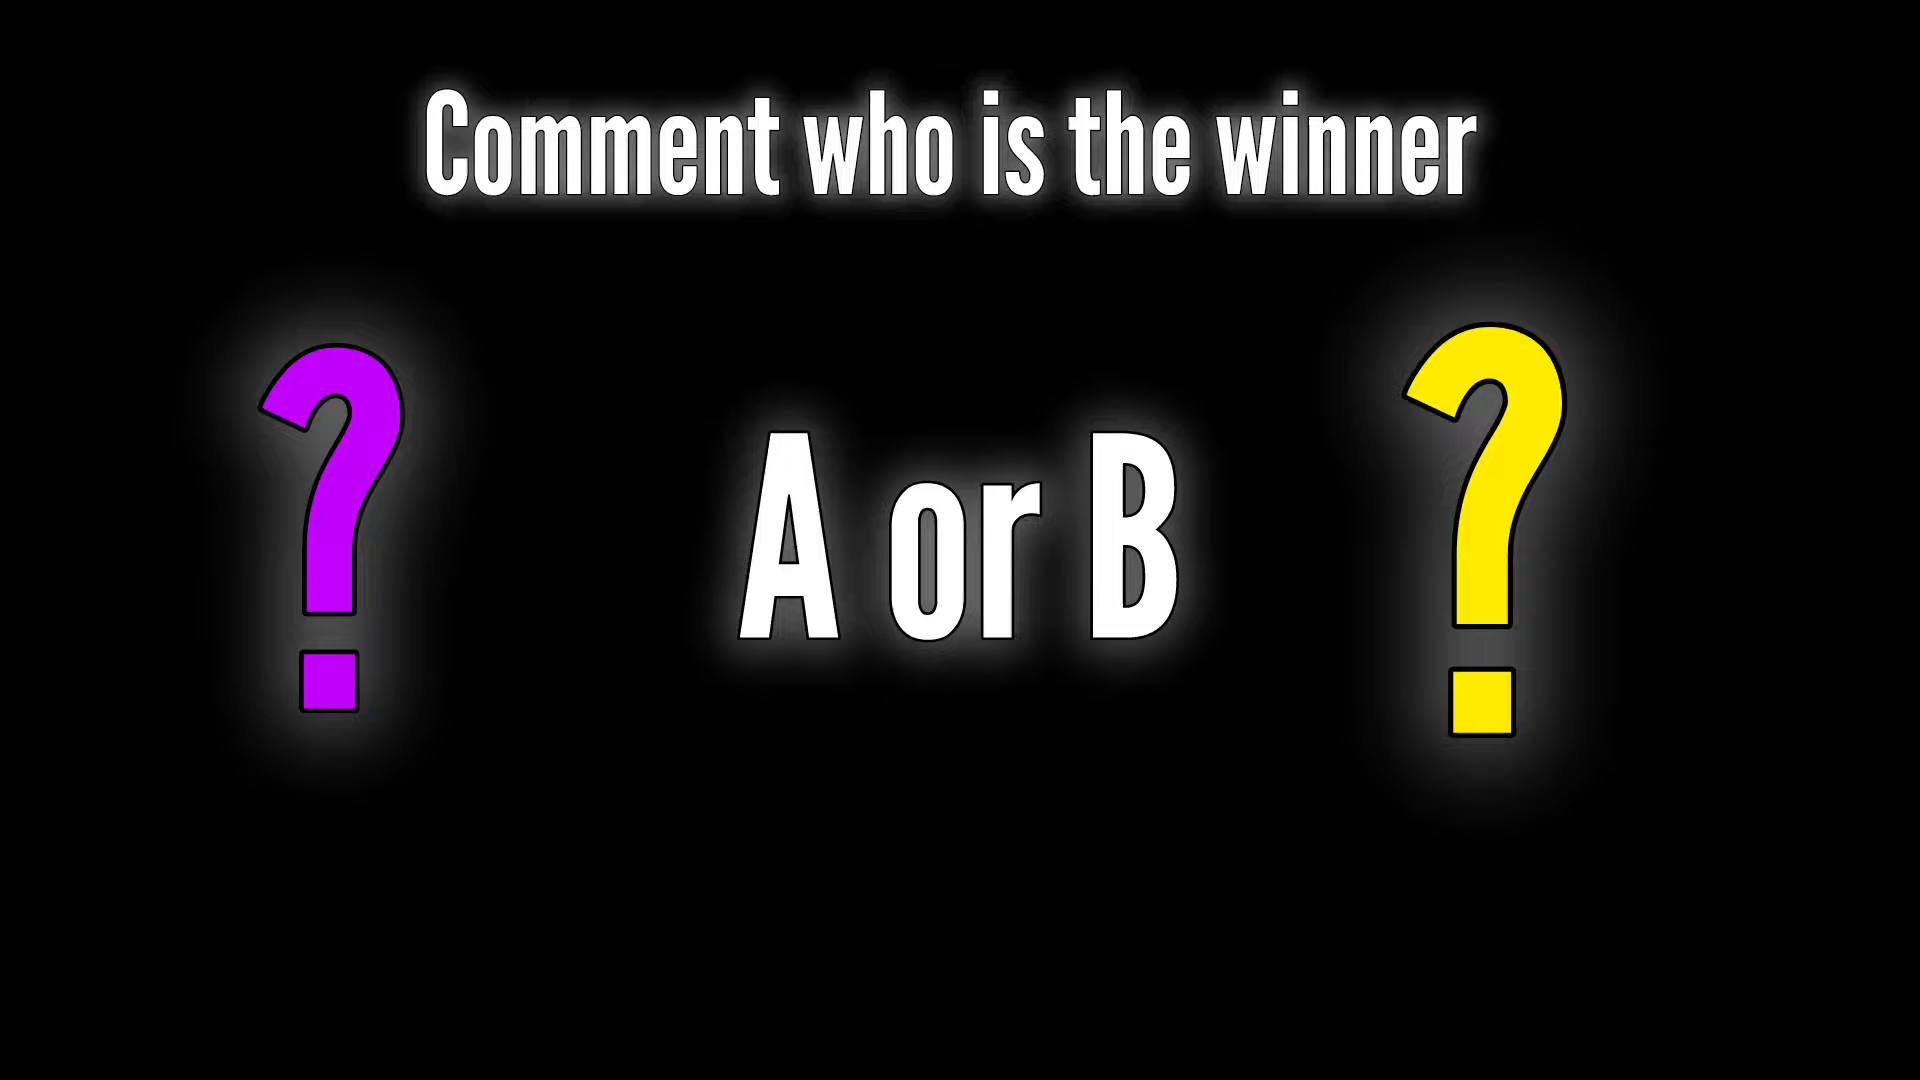 Comment who is the winner
? A or B ?